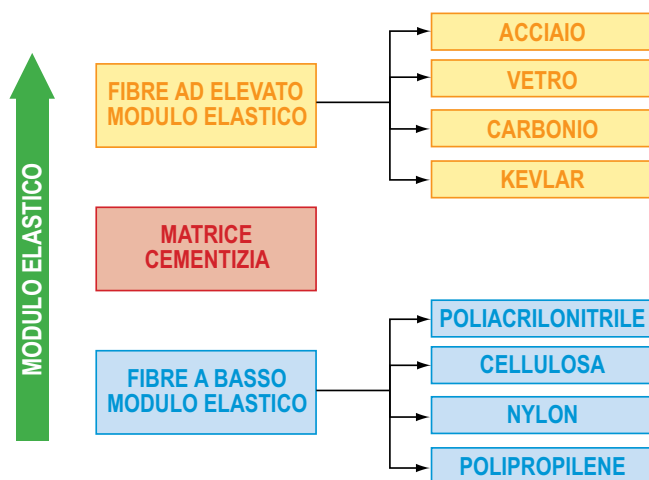 MODULO ELASTICO
FIBRE AD ELEVATO
MODULO ELASTICO
ACCIAIO
VETRO
CARBONIO
KEVLAR
MATRICE
CEMENTIZIA
FIBRE A BASSO
MODULO ELASTICO
POLIACRILONITRILE
CELLULOSA
NYLON
POLIPROPILENE